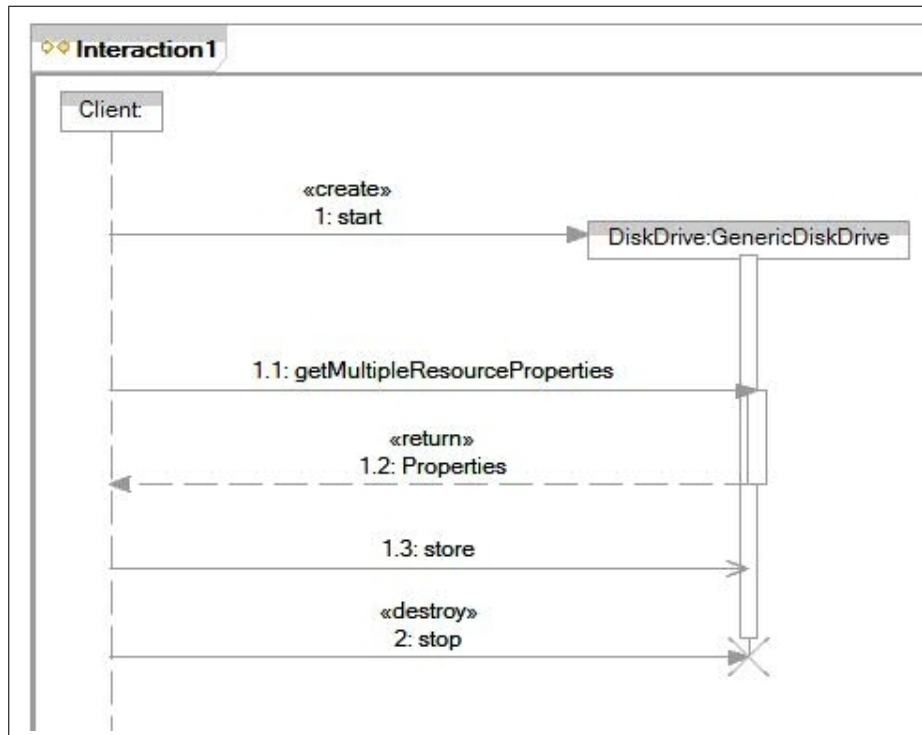 Interaction1
Client:
«create»
1: start
DiskDrive:GenericDiskDrive
1.1: getMultipleResourceProperties
«return»
1.2: Properties
1.3: store
«destroy»
2: stop